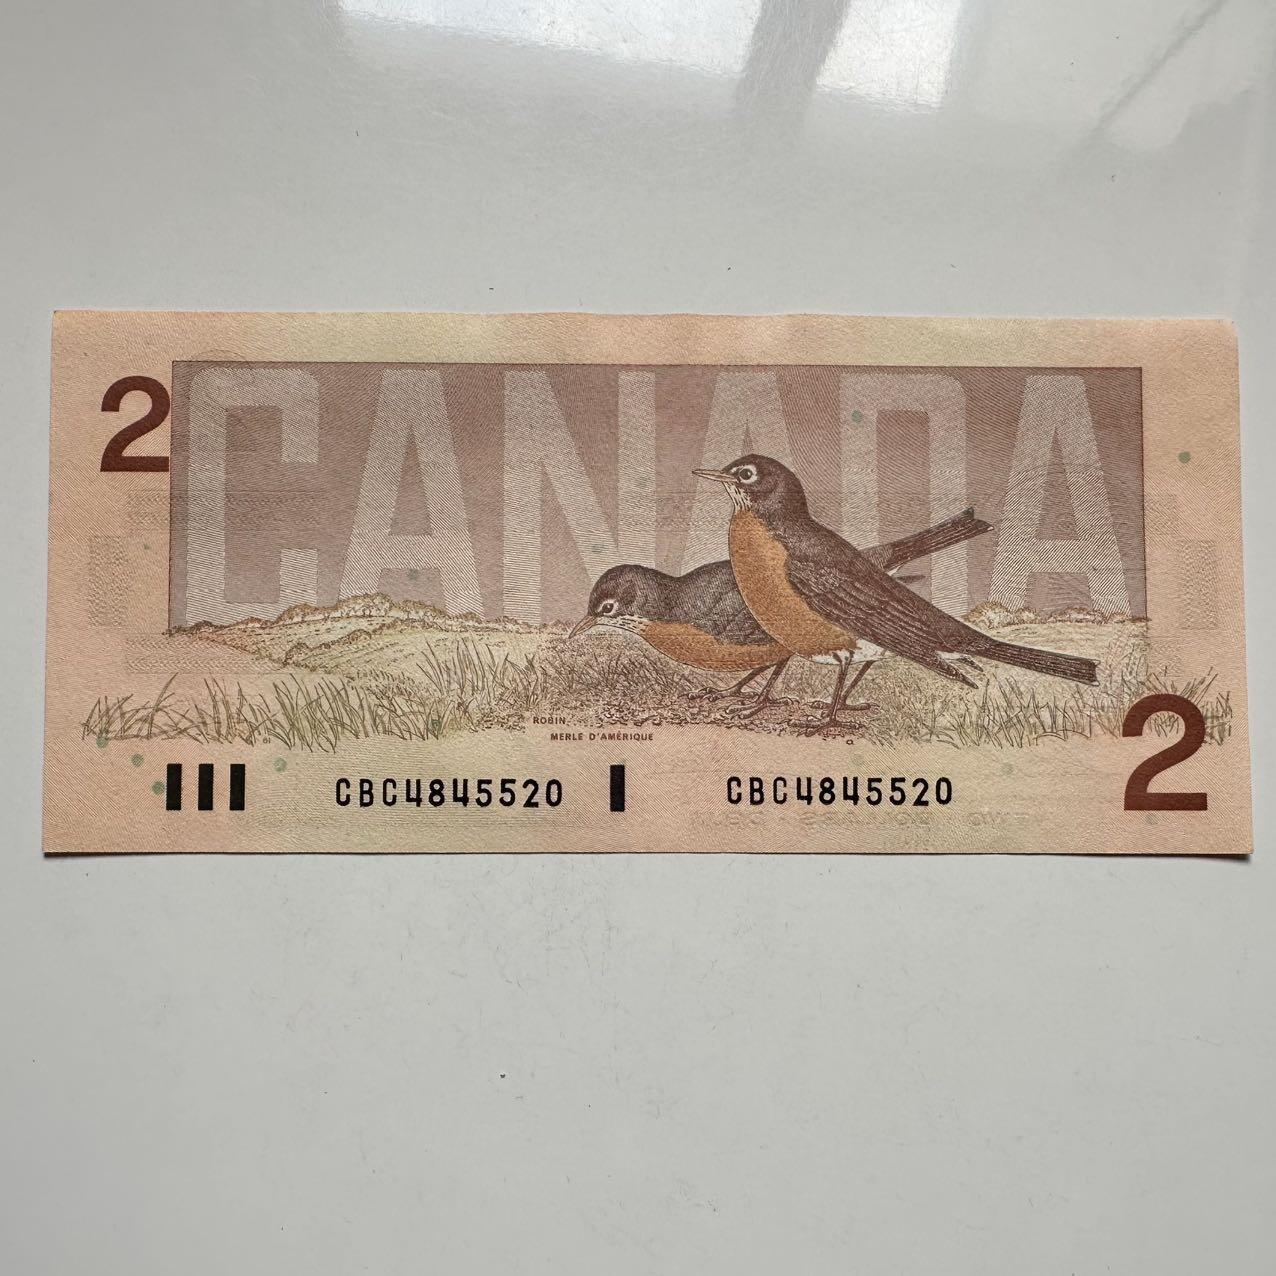 2
CANADA
ROBIN
MERLE D'AMÉRIQUE
2
CBC4845520
CBC4845520